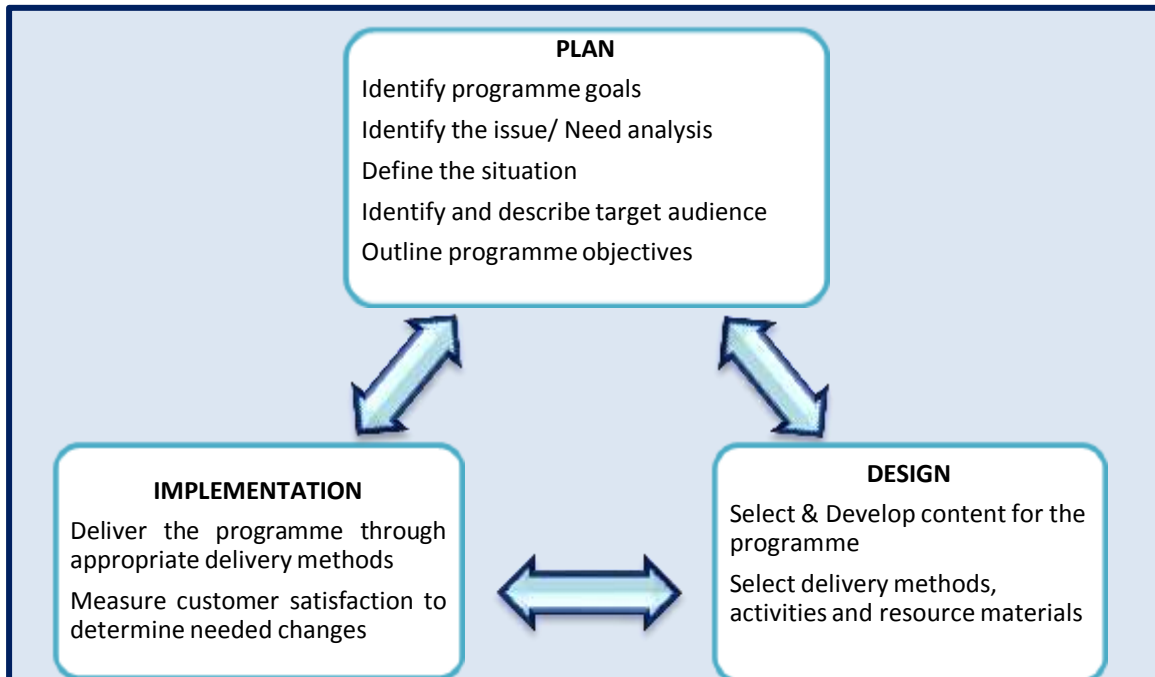 PLAN
Identify programme goals
Identify the issue/ Need analysis
Define the situation
Identify and describe target audience
Outline programme objectives
IMPLEMENTATION
Deliver the programme through
appropriate delivery methods
Measure customer satisfaction to
determine needed changes
DESIGN
Select & Develop content for the
programme
Select delivery methods,
activities and resource materials